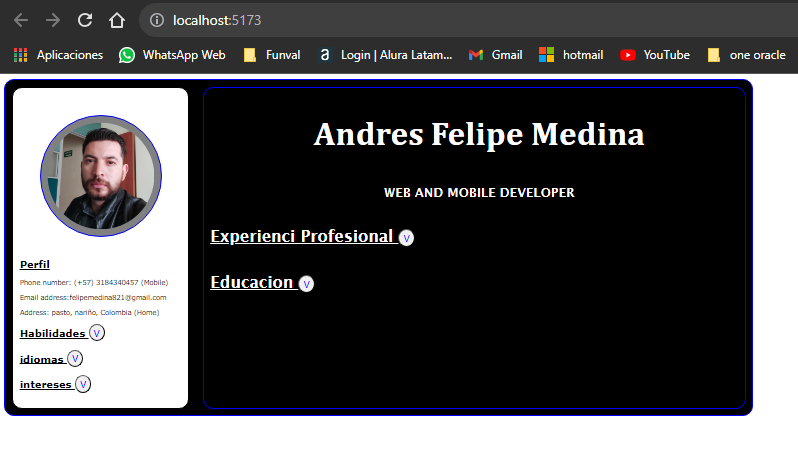 localhost:5173
Aplicaciones WhatsApp Web Funval Login | Alura Latam... Gmail hotmail YouTube one oracle
Perfil
Phone number: (+57) 3184340457 (Mobile)
Email address:felipemedina821@gmail.com
Address: pasto, nariño, Colombia (Home)
Habilidades V
idiomas V
intereses V
Andres Felipe Medina
WEB AND MOBILE DEVELOPER
Experienci Profesional V
Educacion V